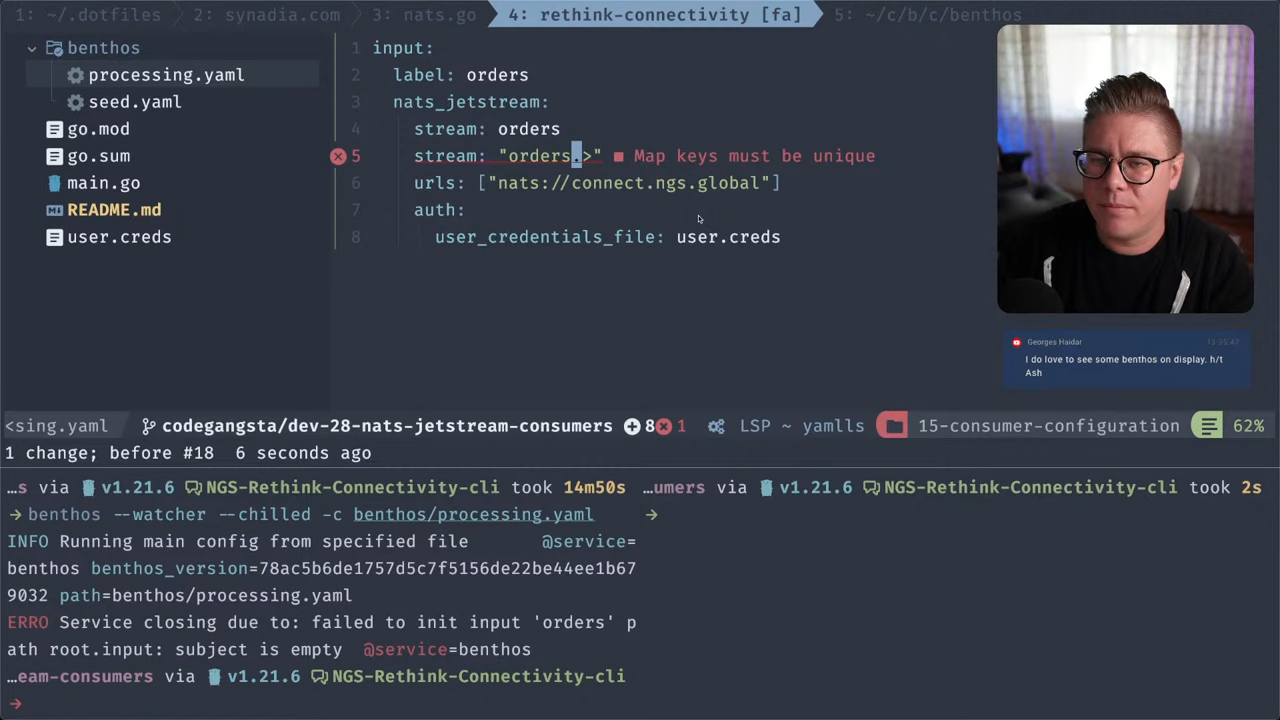 1: ~/.dotfiles 2: synadia.com 3: nats.go 4: rethink-connectivity [fa] 5: ~/c/b/c/benthos
benthos
processing.yaml
seed.yaml
go.mod
go.sum
main.go
README.md
user.creds
1 input:
2 label: orders
3 nats_jetstream:
4 stream: orders
5 stream: "orders.>" ■ Map keys must be unique
6 urls: ["nats://connect.ngs.global"]
7 auth:
8 user_credentials_file: user.creds
Georges Haidar 13:35:47
I do love to see some benthos on display. h/t
Ash
<sing.yaml codegangsta/dev-28-nats-jetstream-consumers 8 1 LSP ~ yamlls 15-consumer-configuration 62%
1 change; before #18 6 seconds ago
…s via v1.21.6 NGS-Rethink-Connectivity-cli took 14m50s
→ benthos --watcher --chilled -c benthos/processing.yaml
INFO Running main config from specified file @service=
benthos benthos_version=78ac5b6de1757d5c7f5156de22be44ee1b67
9032 path=benthos/processing.yaml
ERRO Service closing due to: failed to init input 'orders' p
ath root.input: subject is empty @service=benthos
…eam-consumers via v1.21.6 NGS-Rethink-Connectivity-cli
→
…umers via v1.21.6 NGS-Rethink-Connectivity-cli took 2s
→